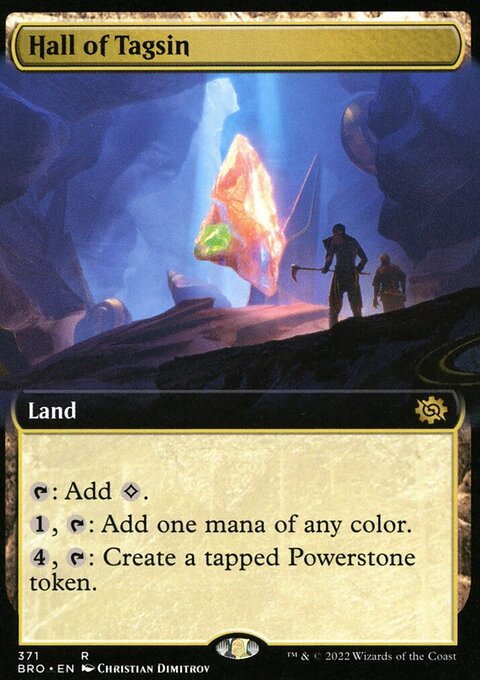 Hall of Tagsin
Land
: Add .
1, : Add one mana of any color.
4, : Create a tapped Powerstone
token.
371 R
BRO • EN Christian Dimitrov
™ & © 2022 Wizards of the Coast